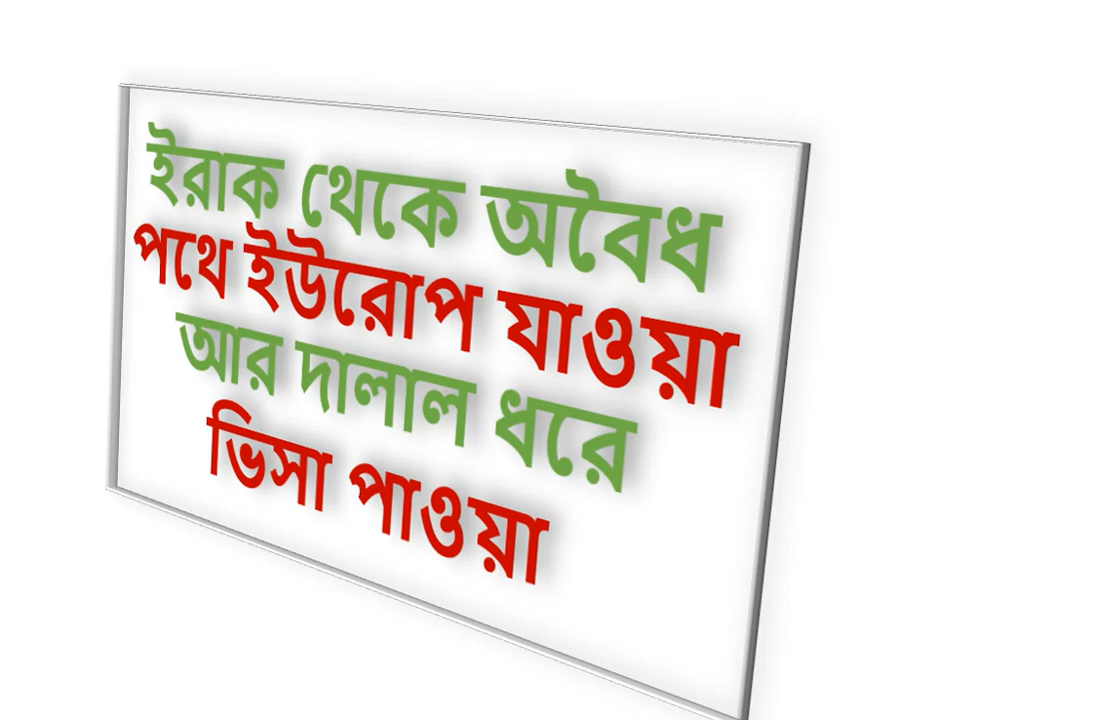 ইরাক থেকে অবৈধ
পথে ইউরোপ যাওয়া
আর দালাল ধরে
ভিসা পাওয়া